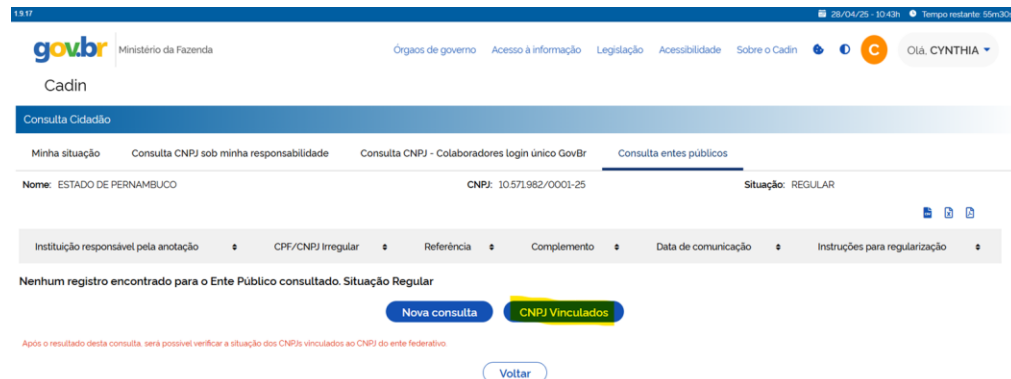 1.9.17 28/04/25 - 10:43h Tempo restante: 55m30s
gov.br Ministério da Fazenda Órgaos de governo Acesso à informação Legislação Acessibilidade Sobre o Cadin C Olá, CYNTHIA
Cadin
Consulta Cidadão
Minha situação Consulta CNPJ sob minha responsabilidade Consulta CNPJ - Colaboradores login único GovBr Consulta entes públicos
Nome: ESTADO DE PERNAMBUCO CNPJ: 10.571.982/0001-25 Situação: REGULAR
Instituição responsável pela anotação CPF/CNPJ Irregular Referência Complemento Data de comunicação Instruções para regularização
Nenhum registro encontrado para o Ente Público consultado. Situação Regular
Nova consulta CNPJ Vinculados
Após o resultado desta consulta, será possível verificar a situação dos CNPJs vinculados ao CNPJ do ente federativo.
Voltar